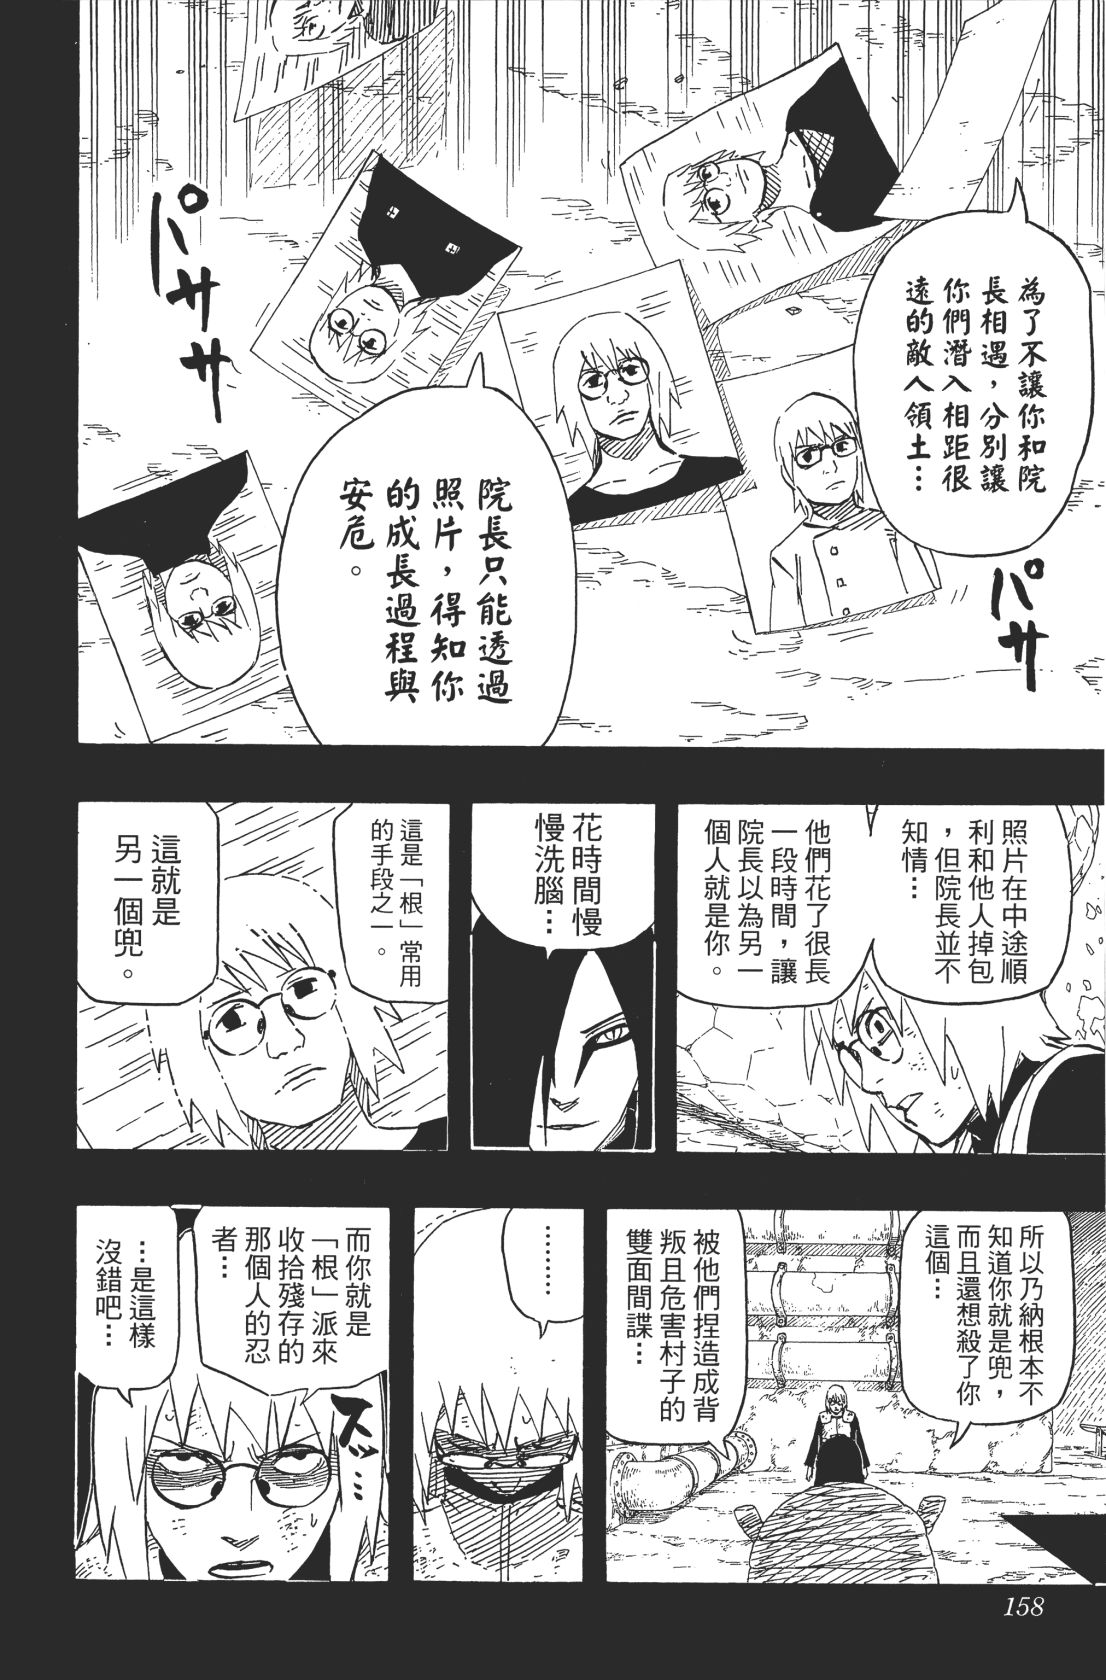 為了不讓你和院
長相遇，分別讓
你們潛入相距很
遠的敵人領土…
パサ
院長只能透過
照片，得知你
的成長過程與
安危。
パササ
照片在中途順
利和他人掉包
，但院長並不
知情…
他們花了很長
一段時間，讓
院長以為另一
個人就是你。
花時間慢
慢洗腦…
這是「根」常用
的手段之一。
這就是
另一個兜。
所以乃納根本不
知道你就是兜，
而且還想殺了你
這個…
被他們捏造成背
叛且危害村子的
雙面間諜…
………
而你就是
「根」派來
收拾殘存的
那個人的忍
者…
スッ…
…是這樣
沒錯吧…
158